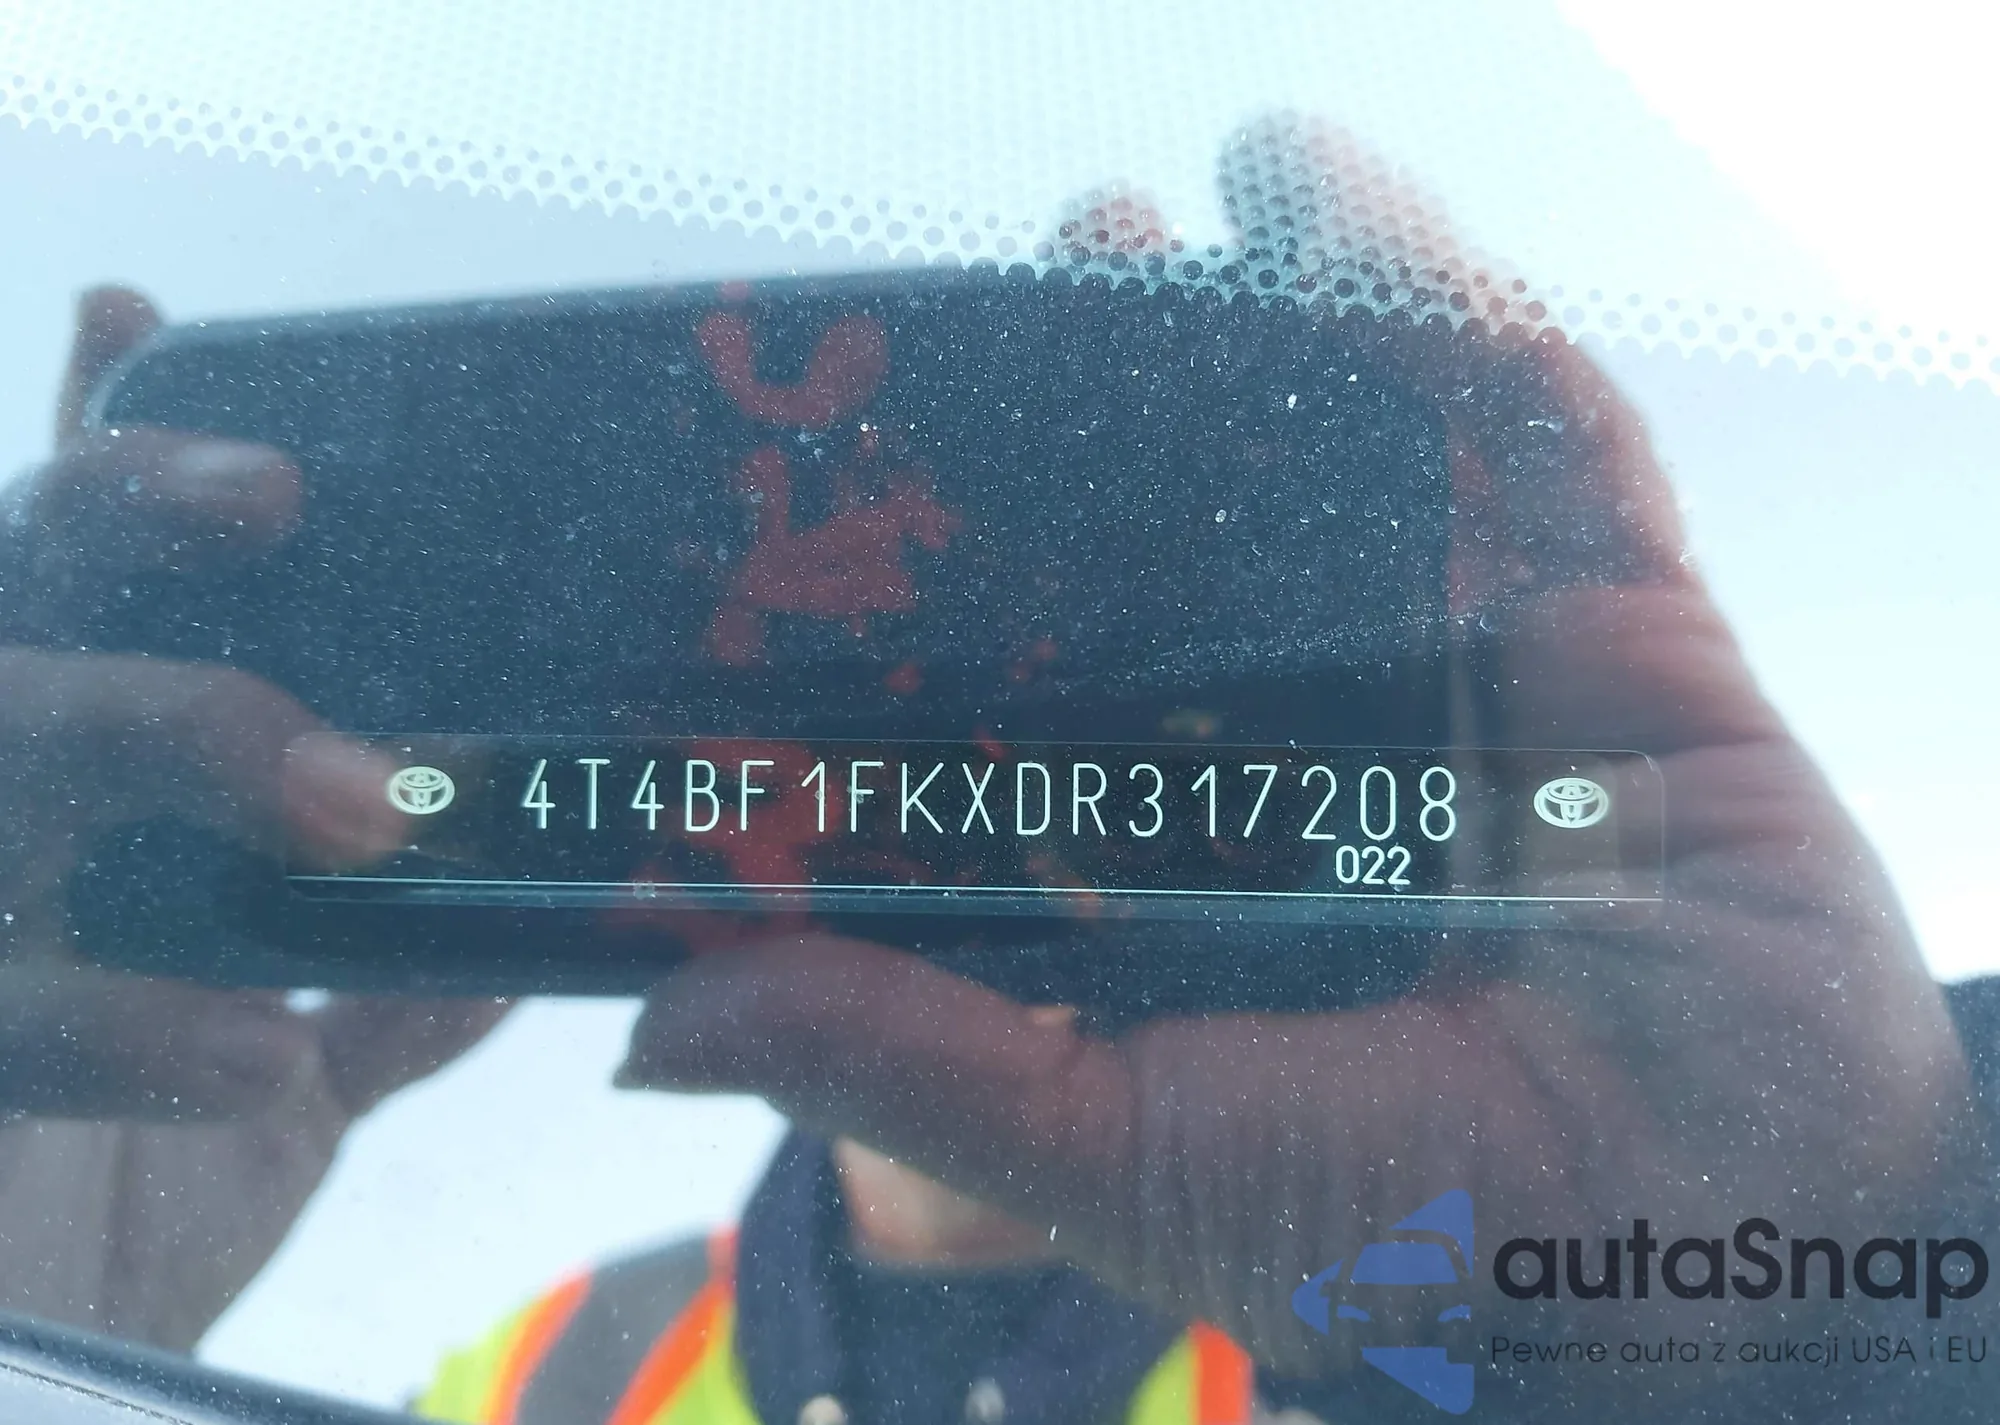 4T4BF1FKXDR317208
022
autaSnap
Pewne auta z aukcji USA i EU